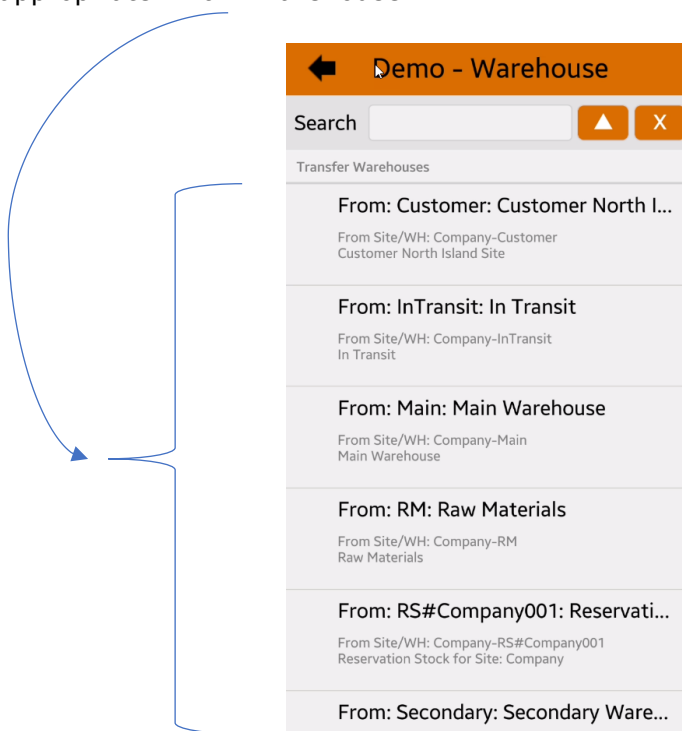 Demo - Warehouse
Search
X
Transfer Warehouses
From: Customer: Customer North I...
From Site/WH: Company-Customer
Customer North Island Site
From: InTransit: In Transit
From Site/WH: Company-InTransit
In Transit
From: Main: Main Warehouse
From Site/WH: Company-Main
Main Warehouse
From: RM: Raw Materials
From Site/WH: Company-RM
Raw Materials
From: RS#Company001: Reservati...
From Site/WH: Company-RS#Company001
Reservation Stock for Site: Company
From: Secondary: Secondary Ware...